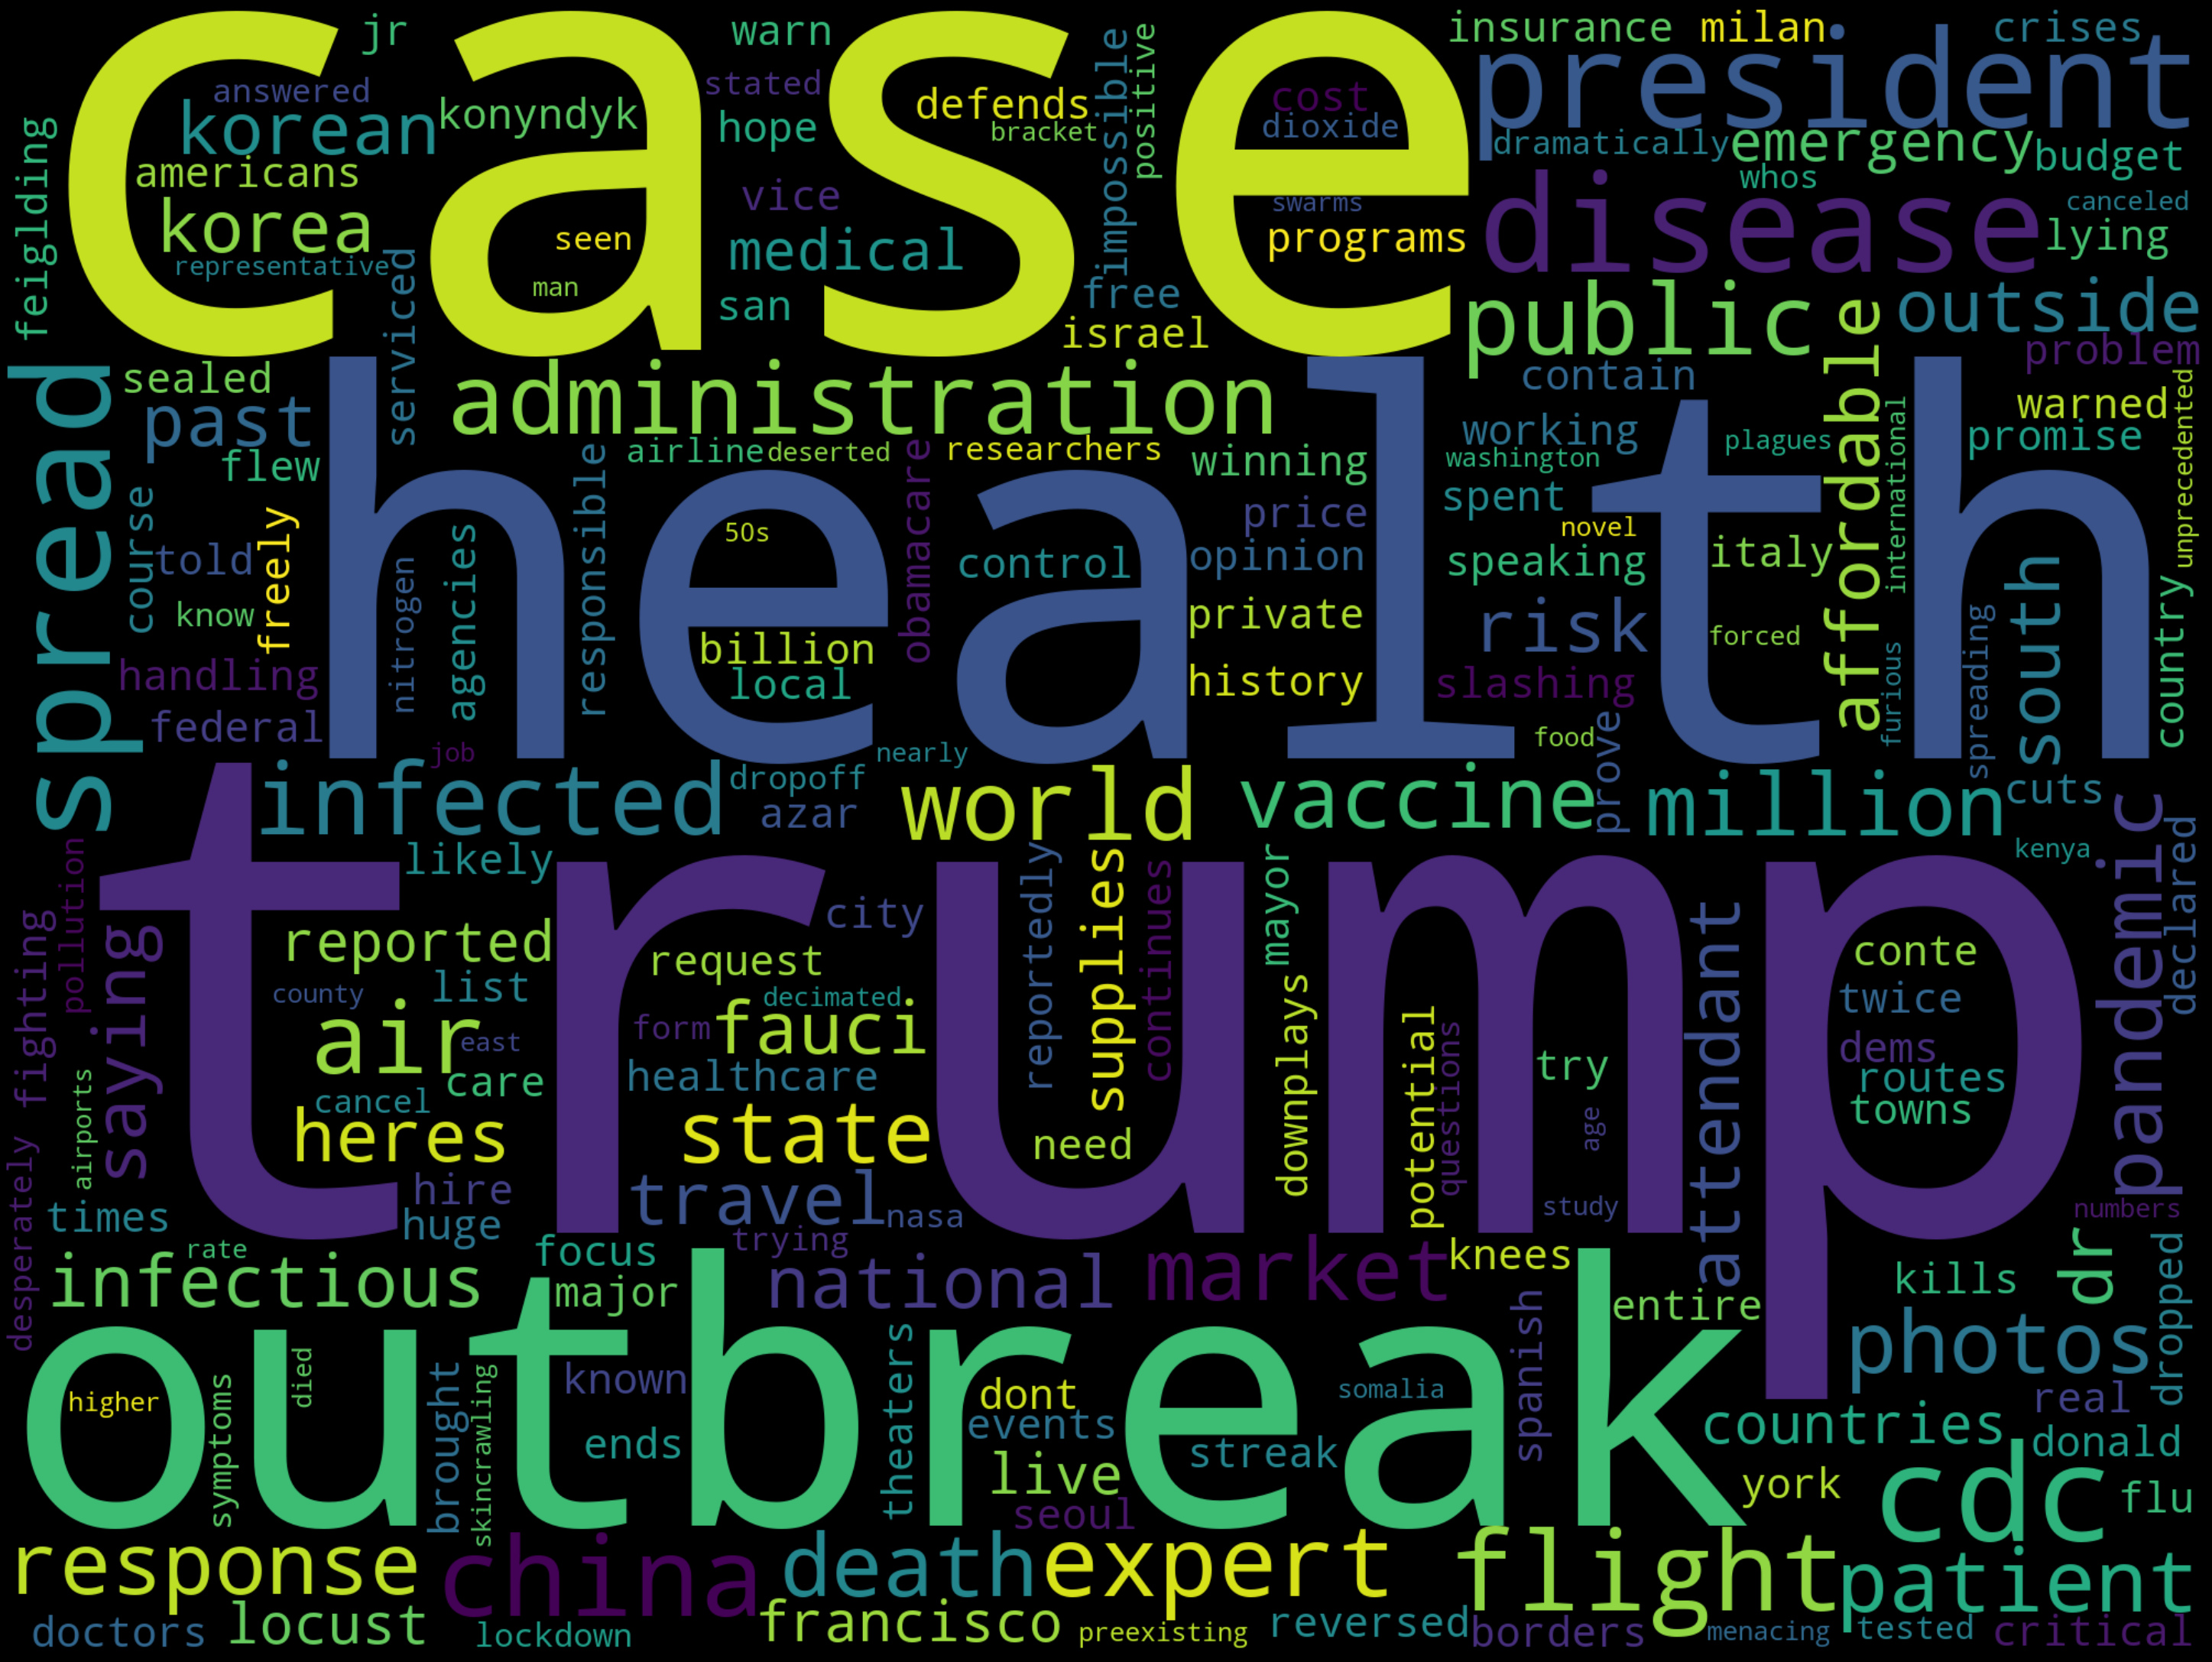 case
health
trump
outbreak
jr
warn
insurance
milan
crises
president
answered
stated
defends
cost
korean
konyndyk
hope
bracket
impossible
positive
dioxide
dramatically
emergency
budget
feiglding
americans
vice
swarms
disease
whos
canceled
korea
seen
medical
programs
lying
representative
man
san
free
israel
public
affordable
outside
problem
spread
sealed
serviced
administration
contain
warned
past
flew
airline
deserted
researchers
winning
working
washington
plagues
promise
international
unprecedented
course
freely
responsible
obamacare
price
spent
novel
told
know
nitrogen
agencies
50s
control
opinion
speaking
italy
south
country
billion
local
private
risk
forced
handling
federal
history
slashing
furious
spreading
job
nearly
food
prove
infected
dropoff
azar
world
vaccine
million
cuts
pollution
likely
kenya
pandemic
declared
fighting
saying
reported
city
reportedly
supplies
continues
mayor
attendant
conte
request
county
list
decimated
twice
air
east
form
fauci
downplays
potential
questions
try
dems
airports
cancel
care
healthcare
routes
towns
heres
state
need
age
desperately
times
hire
huge
travel
nasa
study
numbers
rate
focus
trying
infectious
major
national
market
knees
spanish
entire
kills
dr
dropped
photos
higher
symptoms
died
brought
skincrawling
known
theaters
dont
somalia
real
ends
events
streak
countries
donald
live
york
cdc
flu
seoul
response
china
death
expert
flight
patient
doctors
locust
lockdown
francisco
preexisting
reversed
borders
menacing
tested
critical